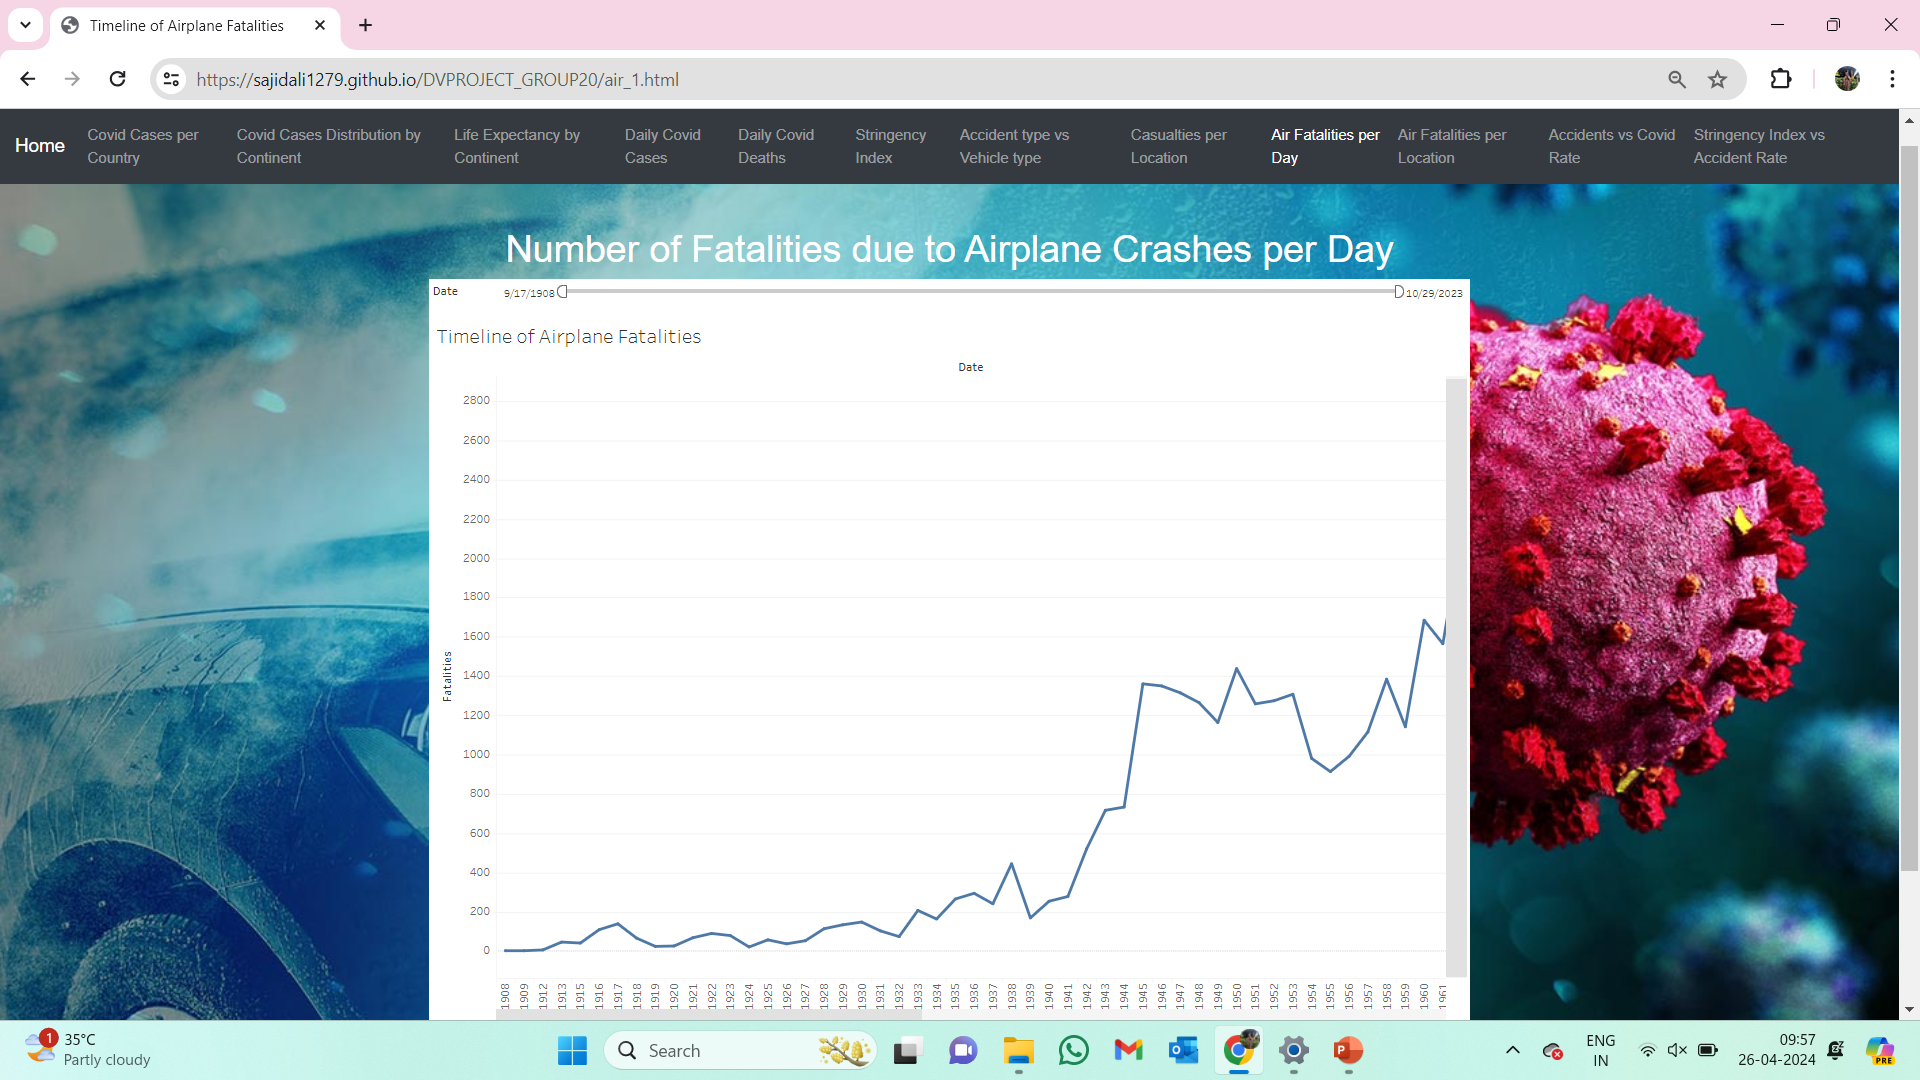 Timeline of Airplane Fatalities
https://sajidali1279.github.io/DVPROJECT_GROUP20/air_1.html
Home
Covid Cases per
Country
Covid Cases Distribution by
Continent
Life Expectancy by
Continent
Daily Covid
Cases
Daily Covid
Deaths
Stringency
Index
Accident type vs
Vehicle type
Casualties per
Location
Air Fatalities per
Day
Air Fatalities per
Location
Accidents vs Covid
Rate
Stringency Index vs
Accident Rate
Number of Fatalities due to Airplane Crashes per Day
Date
9/17/1908
10/29/2023
Timeline of Airplane Fatalities
Date
2800
2600
2400
2200
2000
1800
1600
1400
1200
1000
800
600
400
200
0
Fatalities
1908
1909
1912
1913
1915
1916
1917
1918
1919
1920
1921
1922
1923
1924
1925
1926
1927
1928
1929
1930
1931
1932
1933
1934
1935
1936
1937
1938
1939
1940
1941
1942
1943
1944
1945
1946
1947
1948
1949
1950
1951
1952
1953
1954
1955
1956
1957
1958
1959
1960
1961
1
35°C
Partly cloudy
Search
ENG
IN
09:57
26-04-2024
PRE